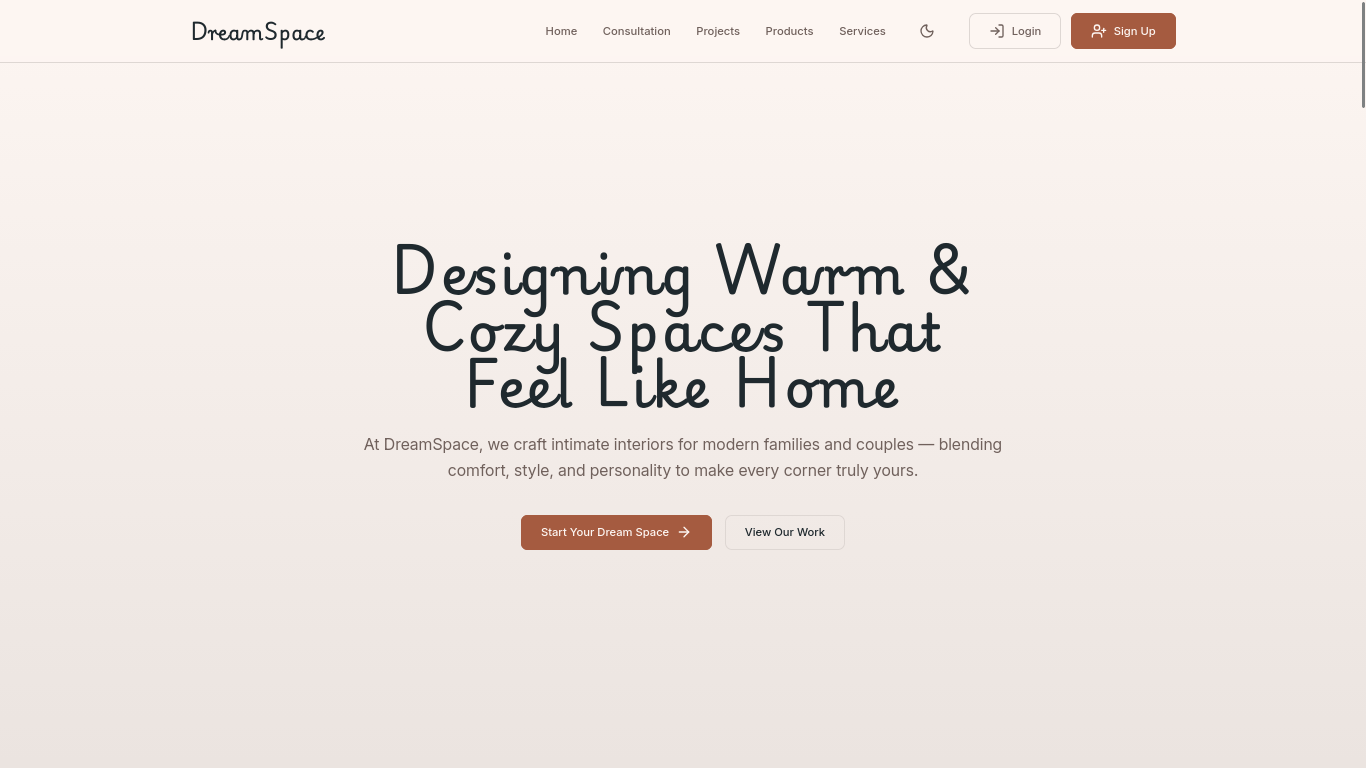 DreamSpace
Home
Consultation
Projects
Products
Services
Login
Sign Up
Designing Warm &
Cozy Spaces That
Feel Like Home
At DreamSpace, we craft intimate interiors for modern families and couples — blending
comfort, style, and personality to make every corner truly yours.
Start Your Dream Space
View Our Work